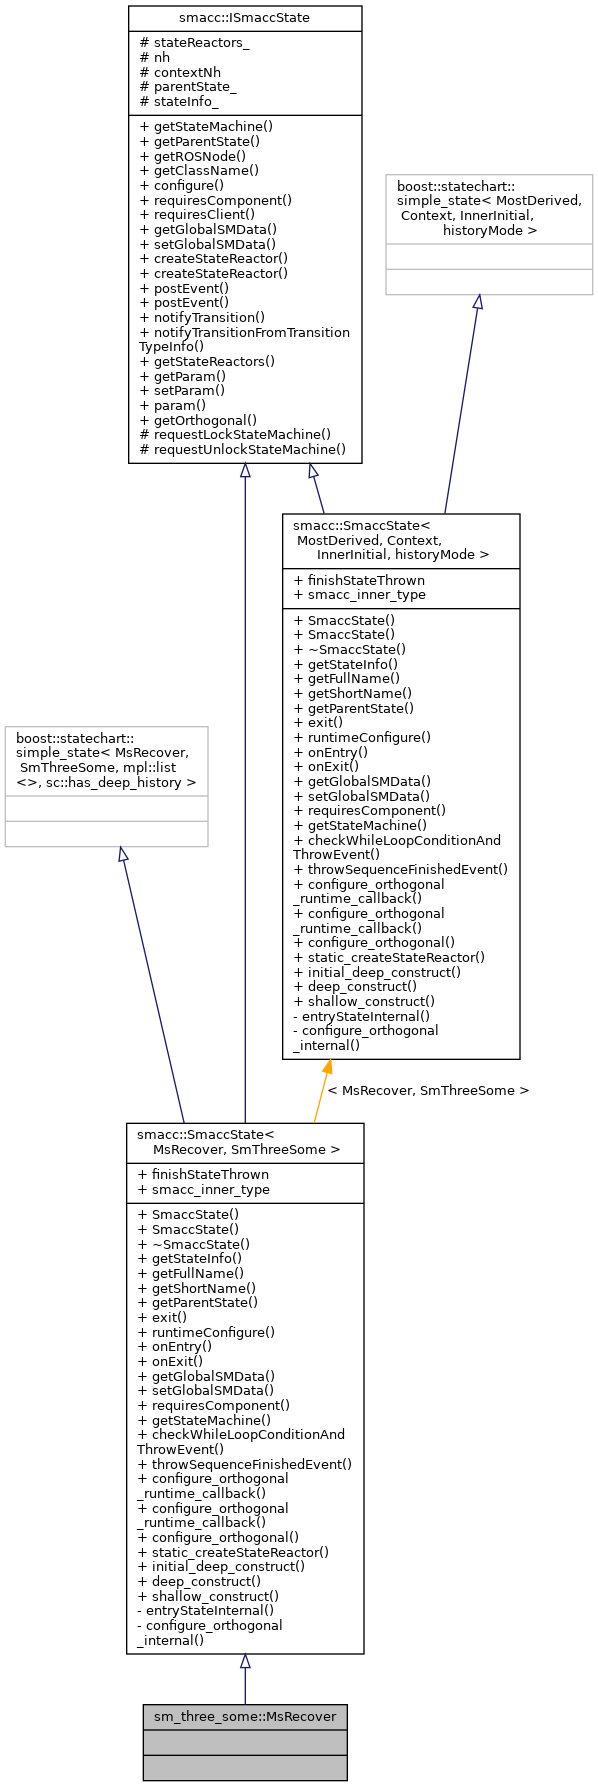 smacc::ISmaccState
# stateReactors_
# nh
# contextNh
# parentState_
# stateInfo_
+ getStateMachine()
+ getParentState()
+ getROSNode()
+ getClassName()
+ configure()
+ requiresComponent()
+ requiresClient()
+ getGlobalSMData()
+ setGlobalSMData()
+ createStateReactor()
+ createStateReactor()
+ postEvent()
+ postEvent()
+ notifyTransition()
+ notifyTransitionFromTransition
TypeInfo()
+ getStateReactors()
+ getParam()
+ setParam()
+ param()
+ getOrthogonal()
# requestLockStateMachine()
# requestUnlockStateMachine()
boost::statechart::
simple_state< MostDerived,
Context, InnerInitial,
historyMode >
smacc::SmaccState<
MostDerived, Context,
InnerInitial, historyMode >
+ finishStateThrown
+ smacc_inner_type
+ SmaccState()
+ SmaccState()
+ ~SmaccState()
+ getStateInfo()
+ getFullName()
+ getShortName()
+ getParentState()
+ exit()
+ runtimeConfigure()
+ onEntry()
+ onExit()
+ getGlobalSMData()
+ setGlobalSMData()
+ requiresComponent()
+ getStateMachine()
+ checkWhileLoopConditionAnd
ThrowEvent()
+ throwSequenceFinishedEvent()
+ configure_orthogonal
_runtime_callback()
+ configure_orthogonal
_runtime_callback()
+ configure_orthogonal()
+ static_createStateReactor()
+ initial_deep_construct()
+ deep_construct()
+ shallow_construct()
- entryStateInternal()
- configure_orthogonal
_internal()
boost::statechart::
simple_state< MsRecover,
SmThreeSome, mpl::list
<>, sc::has_deep_history >
< MsRecover, SmThreeSome >
smacc::SmaccState<
MsRecover, SmThreeSome >
+ finishStateThrown
+ smacc_inner_type
+ SmaccState()
+ SmaccState()
+ ~SmaccState()
+ getStateInfo()
+ getFullName()
+ getShortName()
+ getParentState()
+ exit()
+ runtimeConfigure()
+ onEntry()
+ onExit()
+ getGlobalSMData()
+ setGlobalSMData()
+ requiresComponent()
+ getStateMachine()
+ checkWhileLoopConditionAnd
ThrowEvent()
+ throwSequenceFinishedEvent()
+ configure_orthogonal
_runtime_callback()
+ configure_orthogonal
_runtime_callback()
+ configure_orthogonal()
+ static_createStateReactor()
+ initial_deep_construct()
+ deep_construct()
+ shallow_construct()
- entryStateInternal()
- configure_orthogonal
_internal()
sm_three_some::MsRecover